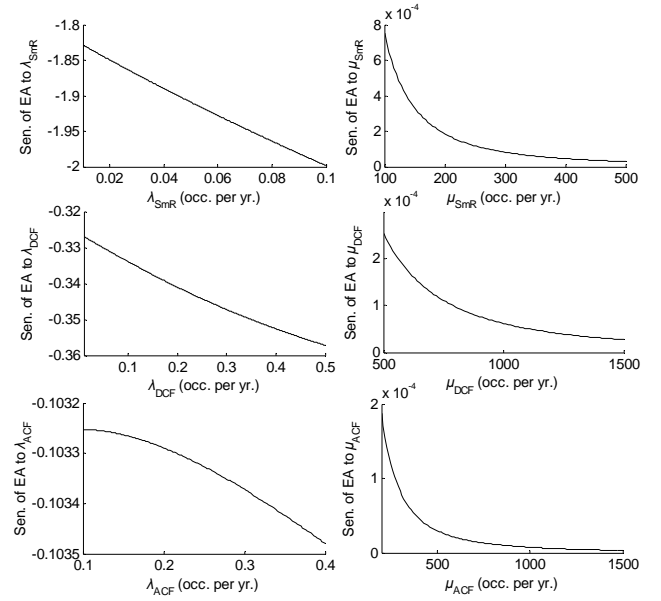 Sen. of EA to λSmR
-1.8
-1.85
-1.9
-1.95
-2
0.02 0.04 0.06 0.08 0.1
λSmR (occ. per yr.)
Sen. of EA to μSmR
x 10-4
8
6
4
2
0
100 200 300 400 500
μSmR (occ. per yr.)
Sen. of EA to λDCF
-0.32
-0.33
-0.34
-0.35
-0.36
0.1 0.2 0.3 0.4 0.5
λDCF (occ. per yr.)
Sen. of EA to μDCF
x 10-4
2
1
0
500 1000 1500
μDCF (occ. per yr.)
Sen. of EA to λACF
-0.1032
-0.1033
-0.1034
-0.1035
0.1 0.2 0.3 0.4
λACF (occ. per yr.)
Sen. of EA to μACF
x 10-4
2
1
0
500 1000 1500
μACF (occ. per yr.)